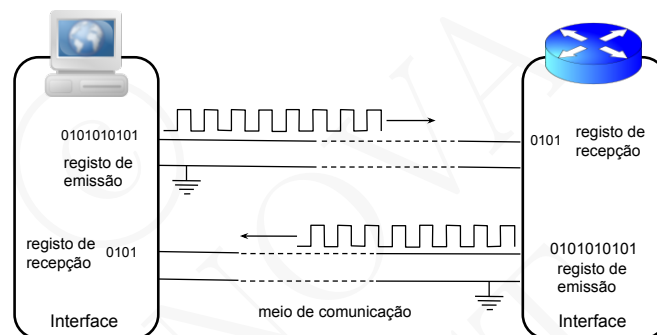 0101010101
registo de
emissão
0101
registo de
recepção
registo de
recepção
0101
0101010101
registo de
emissão
meio de comunicação
Interface
Interface